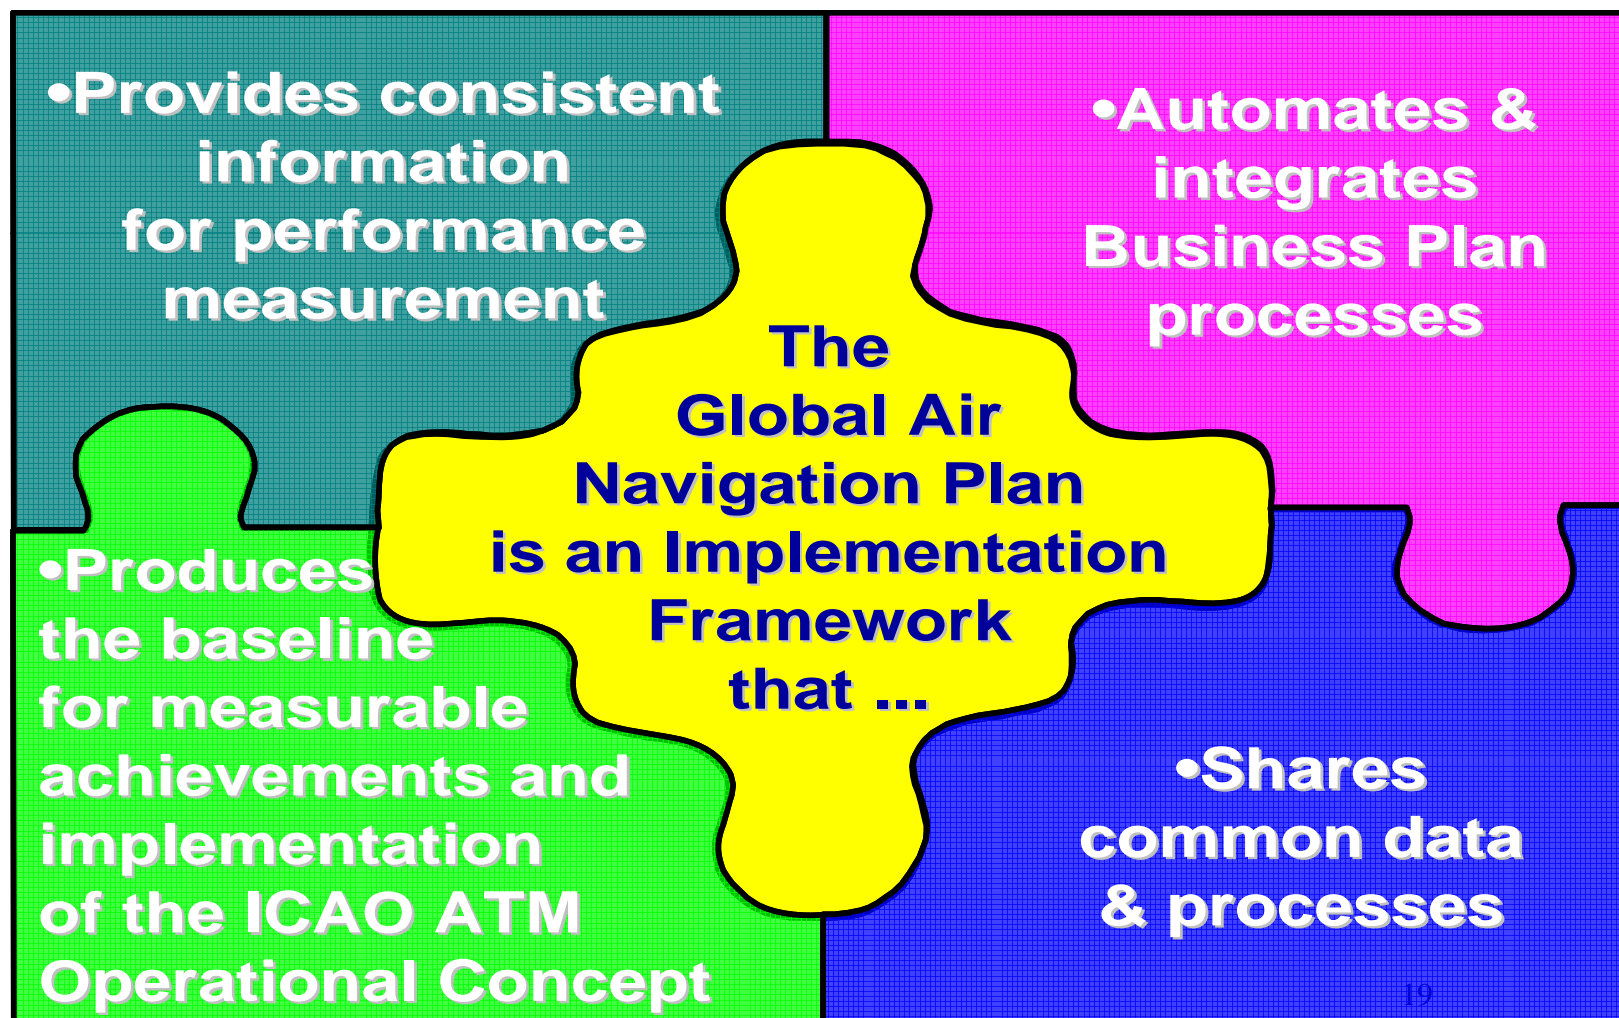 •Provides consistent
information
for performance
measurement
•Automates &
integrates
Business Plan
processes
The
Global Air
Navigation Plan
is an Implementation
Framework
that ...
•Produces
the baseline
for measurable
achievements and
implementation
of the ICAO ATM
Operational Concept
•Shares
common data
& processes
19